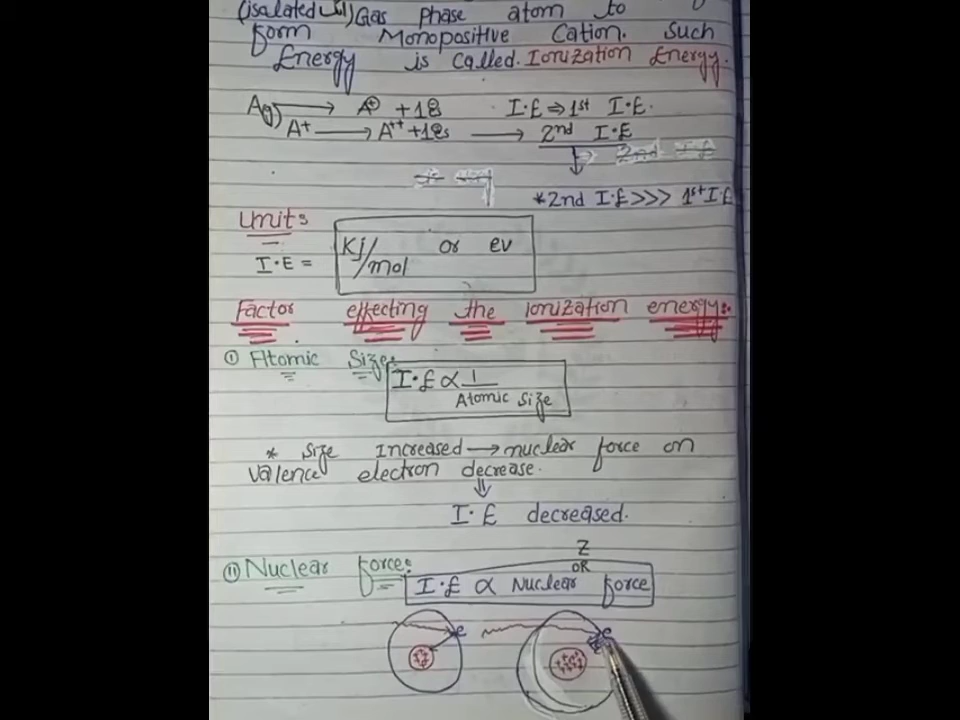 (isolated اکیلا) Gas phase atom to
form Monopositive Cation. Such
Energy is called. Ionization Energy.
A(g) ⟶ A⊕ + 1e I.E ⇒ 1st I.E.
A+ ⟶ A++ + 1es ⟶ 2nd I.E
*2nd I.E >>> 1st I.E
Units
I.E = Kj/mol or ev
Factor effecting the ionization energy:
① Atomic Size:
I.E ∝ 1/Atomic Size
* Size Increased → nuclear force on
valence electron decrease.
⇓
I.E decreased.
Z
OR
⑪ Nuclear force:
I.E ∝ Nuclear force
e e